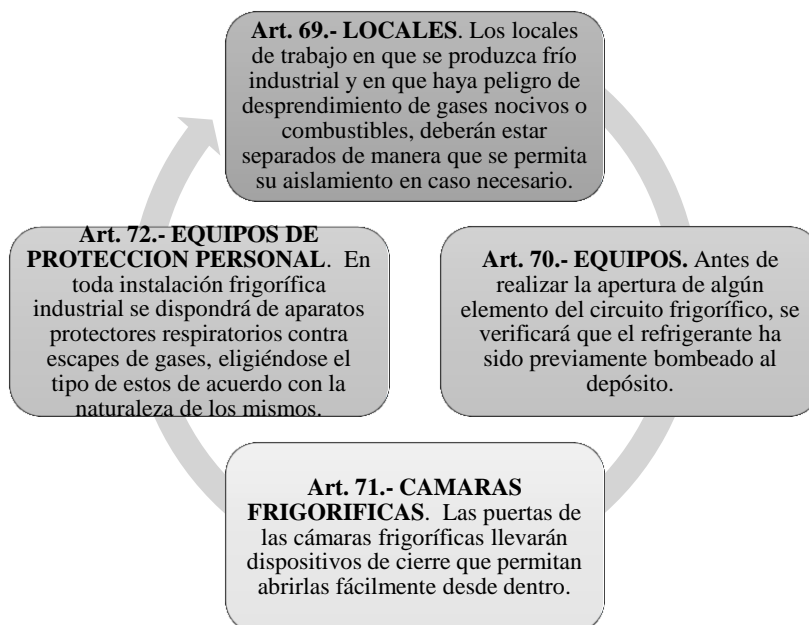 Art. 69.- LOCALES. Los locales
de trabajo en que se produzca frío
industrial y en que haya peligro de
desprendimiento de gases nocivos o
combustibles, deberán estar
separados de manera que se permita
su aislamiento en caso necesario.
Art. 70.- EQUIPOS. Antes de
realizar la apertura de algún
elemento del circuito frigorífico, se
verificará que el refrigerante ha
sido previamente bombeado al
depósito.
Art. 71.- CAMARAS
FRIGORIFICAS. Las puertas de
las cámaras frigoríficas llevarán
dispositivos de cierre que permitan
abrirlas fácilmente desde dentro.
Art. 72.- EQUIPOS DE
PROTECCION PERSONAL. En
toda instalación frigorífica
industrial se dispondrá de aparatos
protectores respiratorios contra
escapes de gases, eligiéndose el
tipo de estos de acuerdo con la
naturaleza de los mismos.